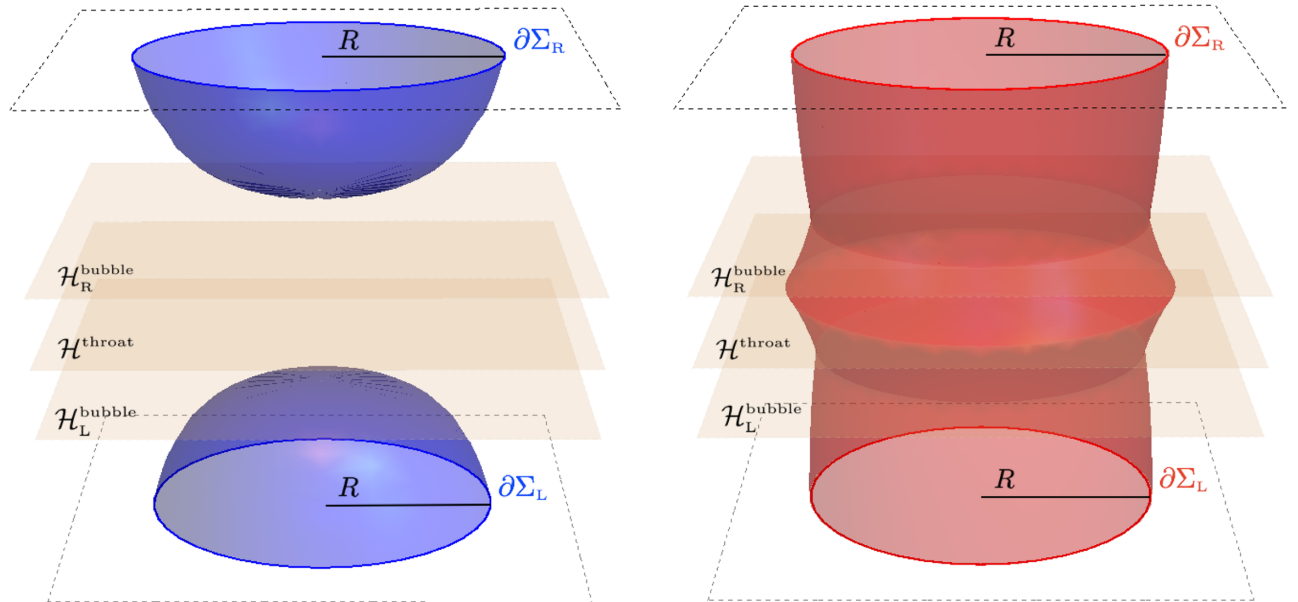 R ∂Σ_R
ℋ_R^bubble
ℋ^throat
ℋ_L^bubble
R ∂Σ_L
R ∂Σ_R
ℋ_R^bubble
ℋ^throat
ℋ_L^bubble
R ∂Σ_L